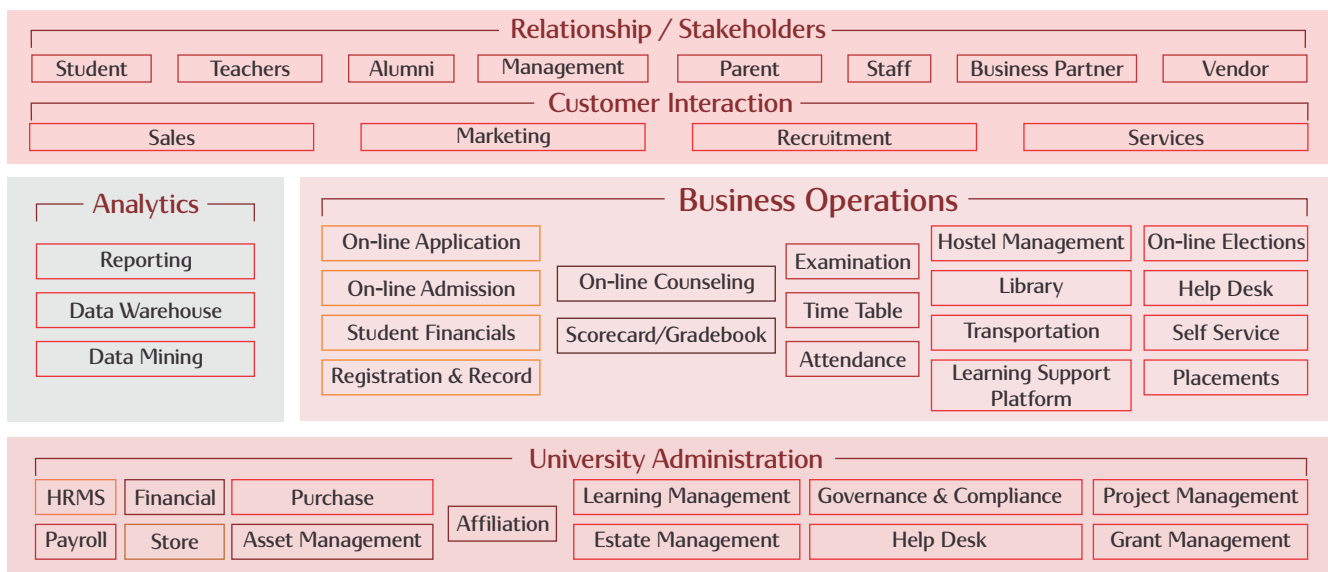 Relationship / Stakeholders
Student
Teachers
Alumni
Management
Parent
Staff
Business Partner
Vendor
Customer Interaction
Sales
Marketing
Recruitment
Services
Analytics
Reporting
Data Warehouse
Data Mining
Business Operations
On-line Application
On-line Admission
Student Financials
Registration & Record
On-line Counseling
Scorecard/Gradebook
Examination
Time Table
Attendance
Hostel Management
Library
Transportation
Learning Support
Platform
On-line Elections
Help Desk
Self Service
Placements
University Administration
HRMS
Financial
Purchase
Payroll
Store
Asset Management
Affiliation
Learning Management
Governance & Compliance
Project Management
Estate Management
Help Desk
Grant Management